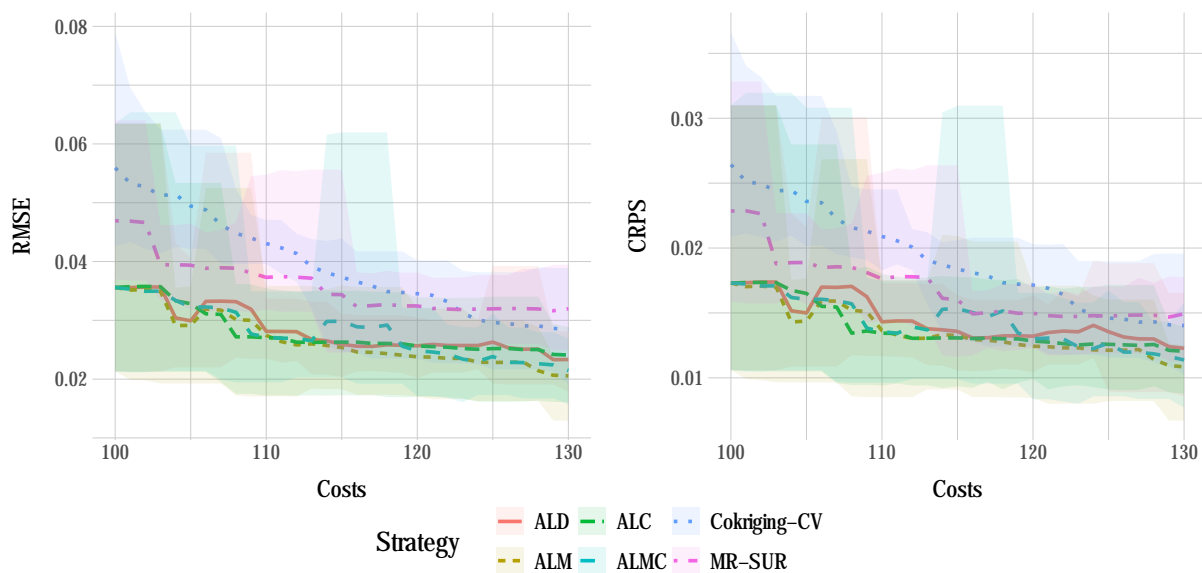 0.08
0.06
0.04
0.02
RMSE
100 110 120 130
Costs
0.03
0.02
0.01
CRPS
100 110 120 130
Costs
Strategy
ALD ALC Cokriging−CV
ALM ALMC MR−SUR